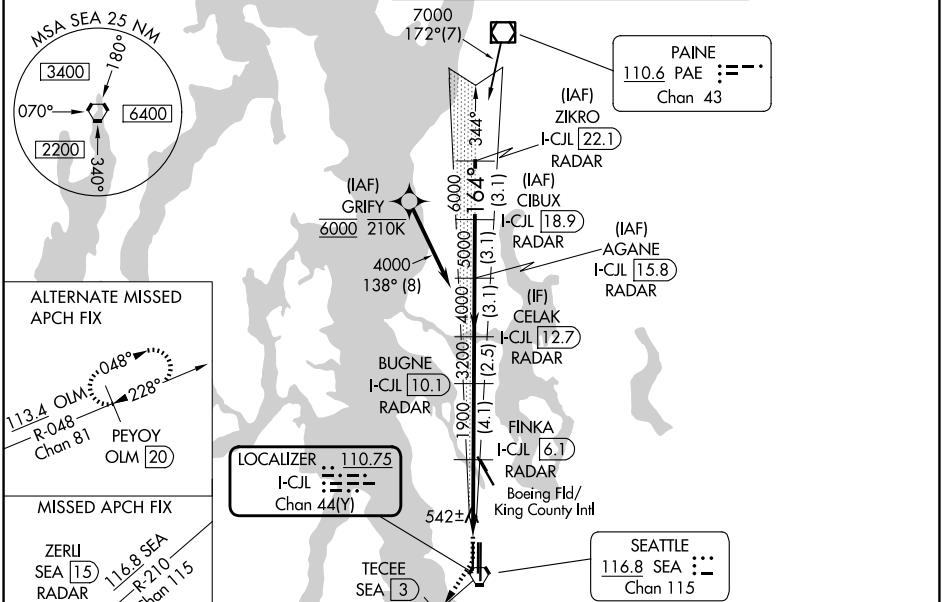 MSA SEA 25 NM
180°
3400
070°
6400
2200
340°
7000
172°(7)
PAINE
110.6 PAE
Chan 43
344°
(IAF)
ZIKRO
I-CJL 22.1
RADAR
6000
164°
(3.1)
(IAF)
CIBUX
I-CJL 18.9
RADAR
(IAF)
GRIFY
6000 210K
5000
(3.1)
(IAF)
AGANE
I-CJL 15.8
RADAR
4000
138° (8)
4000
(3.1)
(IF)
CELAK
I-CJL 12.7
RADAR
3200
(2.5)
BUGNE
I-CJL 10.1
RADAR
1900
(4.1)
FINKA
I-CJL 6.1
RADAR
Boeing Fld/
King County Intl
ALTERNATE MISSED
APCH FIX
048°
228°
113.4 OLM
R-048
Chan 81
PEYOY
OLM 20
LOCALIZER 110.75
I-CJL
Chan 44(Y)
542±
MISSED APCH FIX
ZERLI
SEA 15
RADAR
116.8 SEA
R-210
Chan 115
TECEE
SEA 3
SEATTLE
116.8 SEA
Chan 115